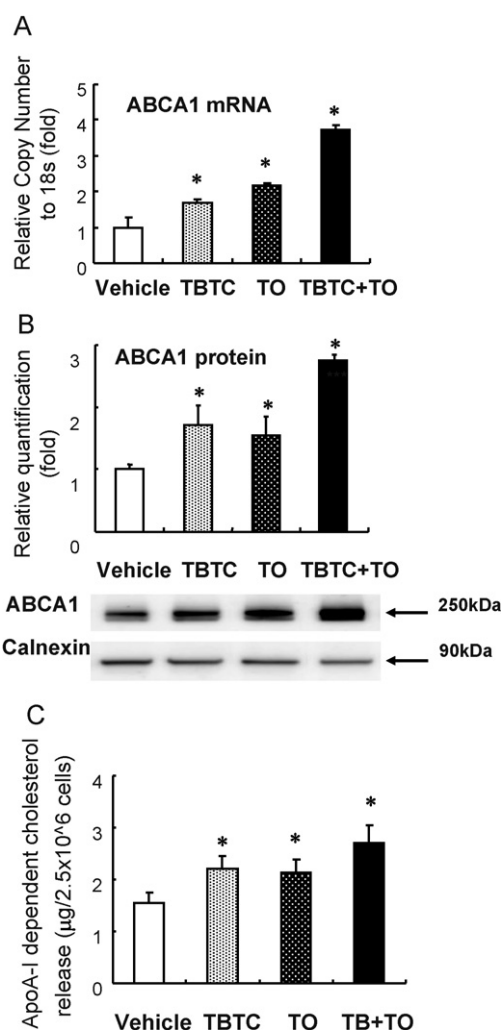 A
Relative Copy Number
to 18s (fold)
5
4
3
2
1
0
ABCA1 mRNA
*
*
*
Vehicle TBTC TO TBTC+TO
B
Relative quantification
(fold)
3
2
1
0
ABCA1 protein
*
*
*
Vehicle TBTC TO TBTC+TO
ABCA1
250kDa
Calnexin
90kDa
C
ApoA-I dependent cholesterol
release (µg/2.5x10^6 cells)
4
3
2
1
0
*
*
*
Vehicle TBTC TO TB+TO